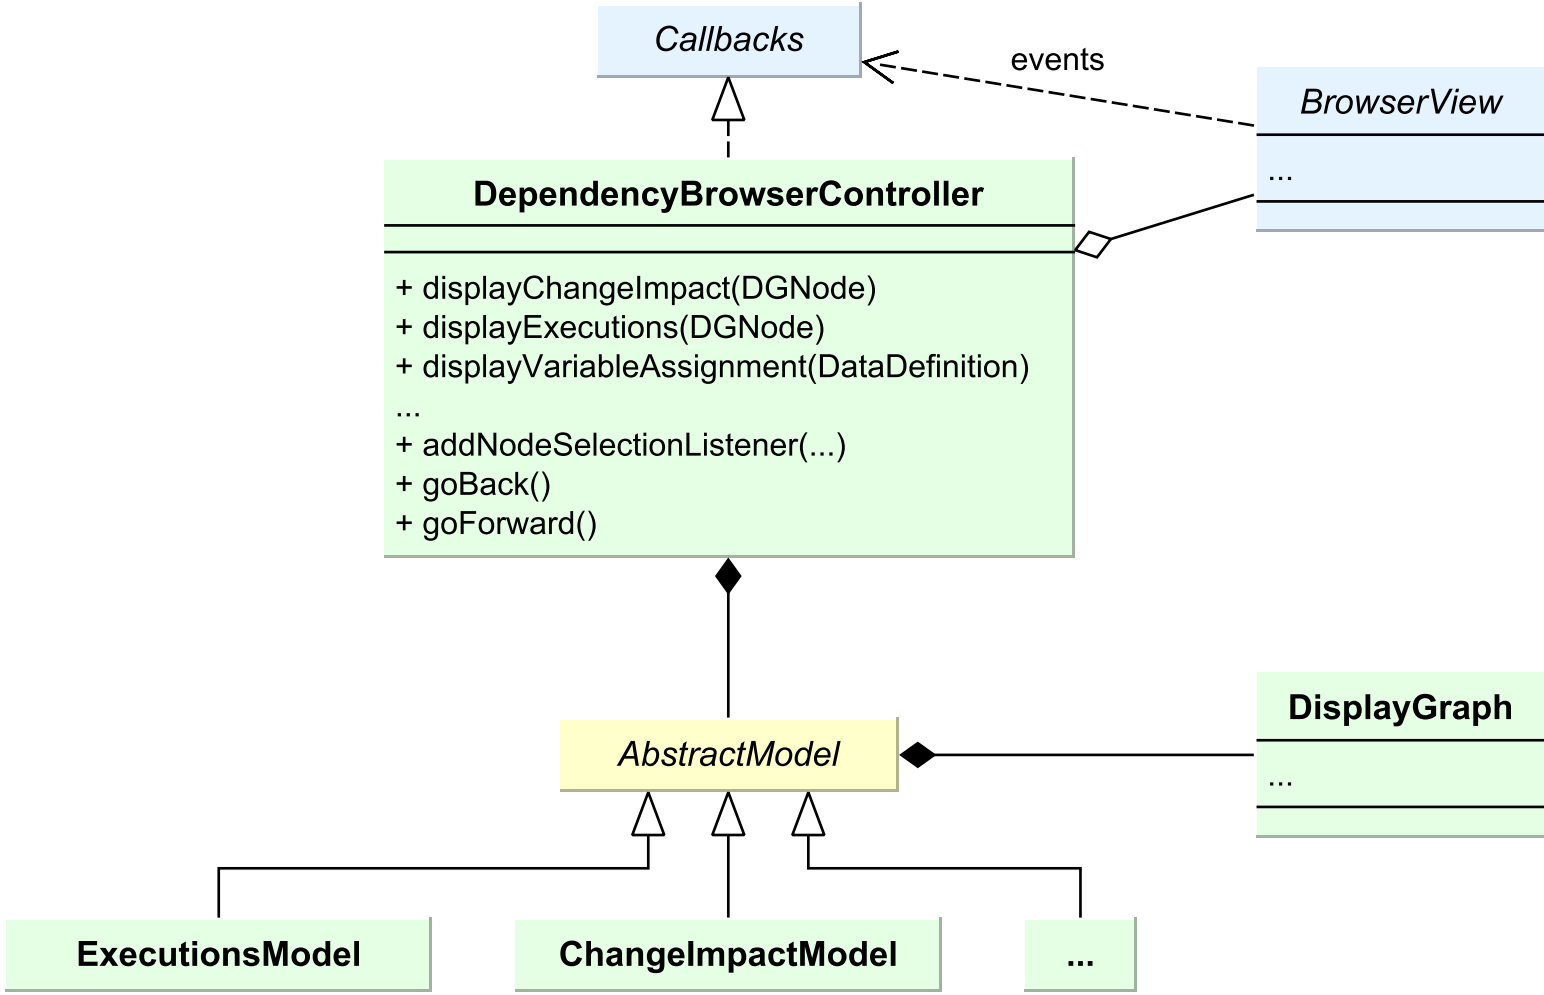 Callbacks
events
BrowserView
...
DependencyBrowserController
+ displayChangeImpact(DGNode)
+ displayExecutions(DGNode)
+ displayVariableAssignment(DataDefinition)
...
+ addNodeSelectionListener(...)
+ goBack()
+ goForward()
AbstractModel
DisplayGraph
...
ExecutionsModel
ChangeImpactModel
...